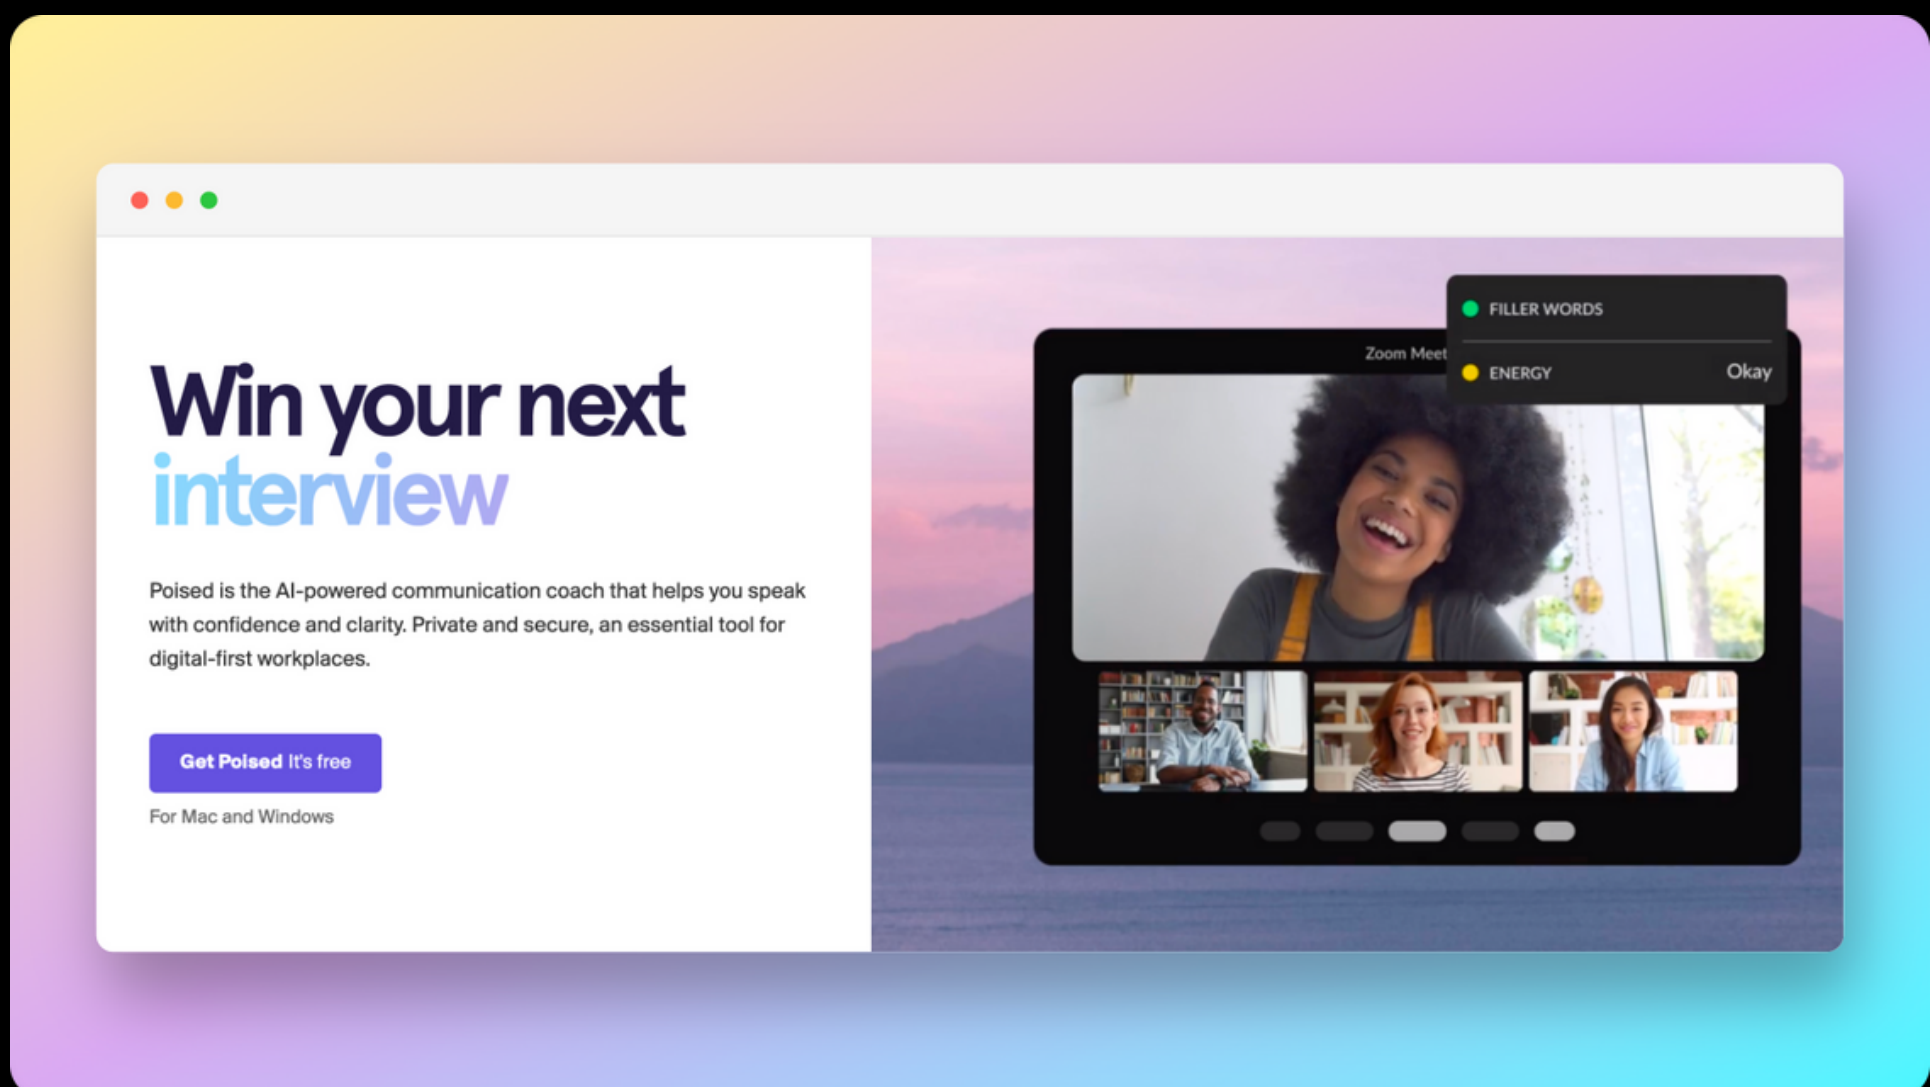 Win your next
interview
Poised is the AI-powered communication coach that helps you speak
with confidence and clarity. Private and secure, an essential tool for
digital-first workplaces.
Get Poised It's free
For Mac and Windows
FILLER WORDS
ENERGY Okay
Zoom Meet